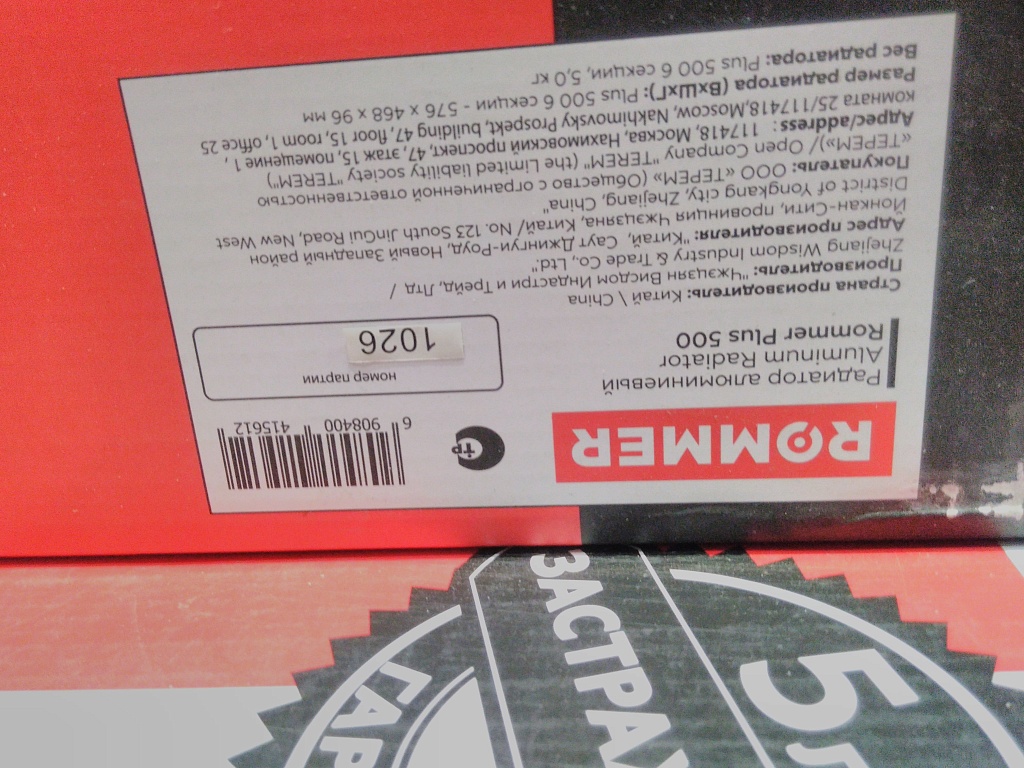 ROMMER
6 908400 415612
Радиатор алюминиевый
Aluminum Radiator
Rommer Plus 500
номер партии
1026
Страна производитель: Китай \ China
Производитель: "Чжэцзян Висдом Индастри и Трейд, Лтд /
Zhejiang Wisdom Industry & Trade Co., Ltd."
Адрес производителя: "Китай, Саут Джингуи-Роуд, Новый Западный район
Йонкан-Сити, провинция Чжэцзяна, Китай/ No. 123 South JinGui, Road, New West
District of Yongkang city, Zhejiang, China"
Покупатель: ООО «ТЕРЕМ» (Общество с ограниченной ответственностью
«ТЕРЕМ»)/ Open Company "TEREM" (the Limited liability society "TEREM")
Адрес/address: 117418, Москва, Нахимовский проспект, 47, этаж 15, помещение 1,
комната 25/117418,Moscow, Nakhimovsky Prospekt, building 47, floor 15, room 1, office 25
Размер радиатора (ВхШхГ): Plus 500 6 секции - 576 x 468 x 96 мм
Вес радиатора: Plus 500 6 секции, 5,0 кг
ГАР
ЗАСТРАХ
5 Л